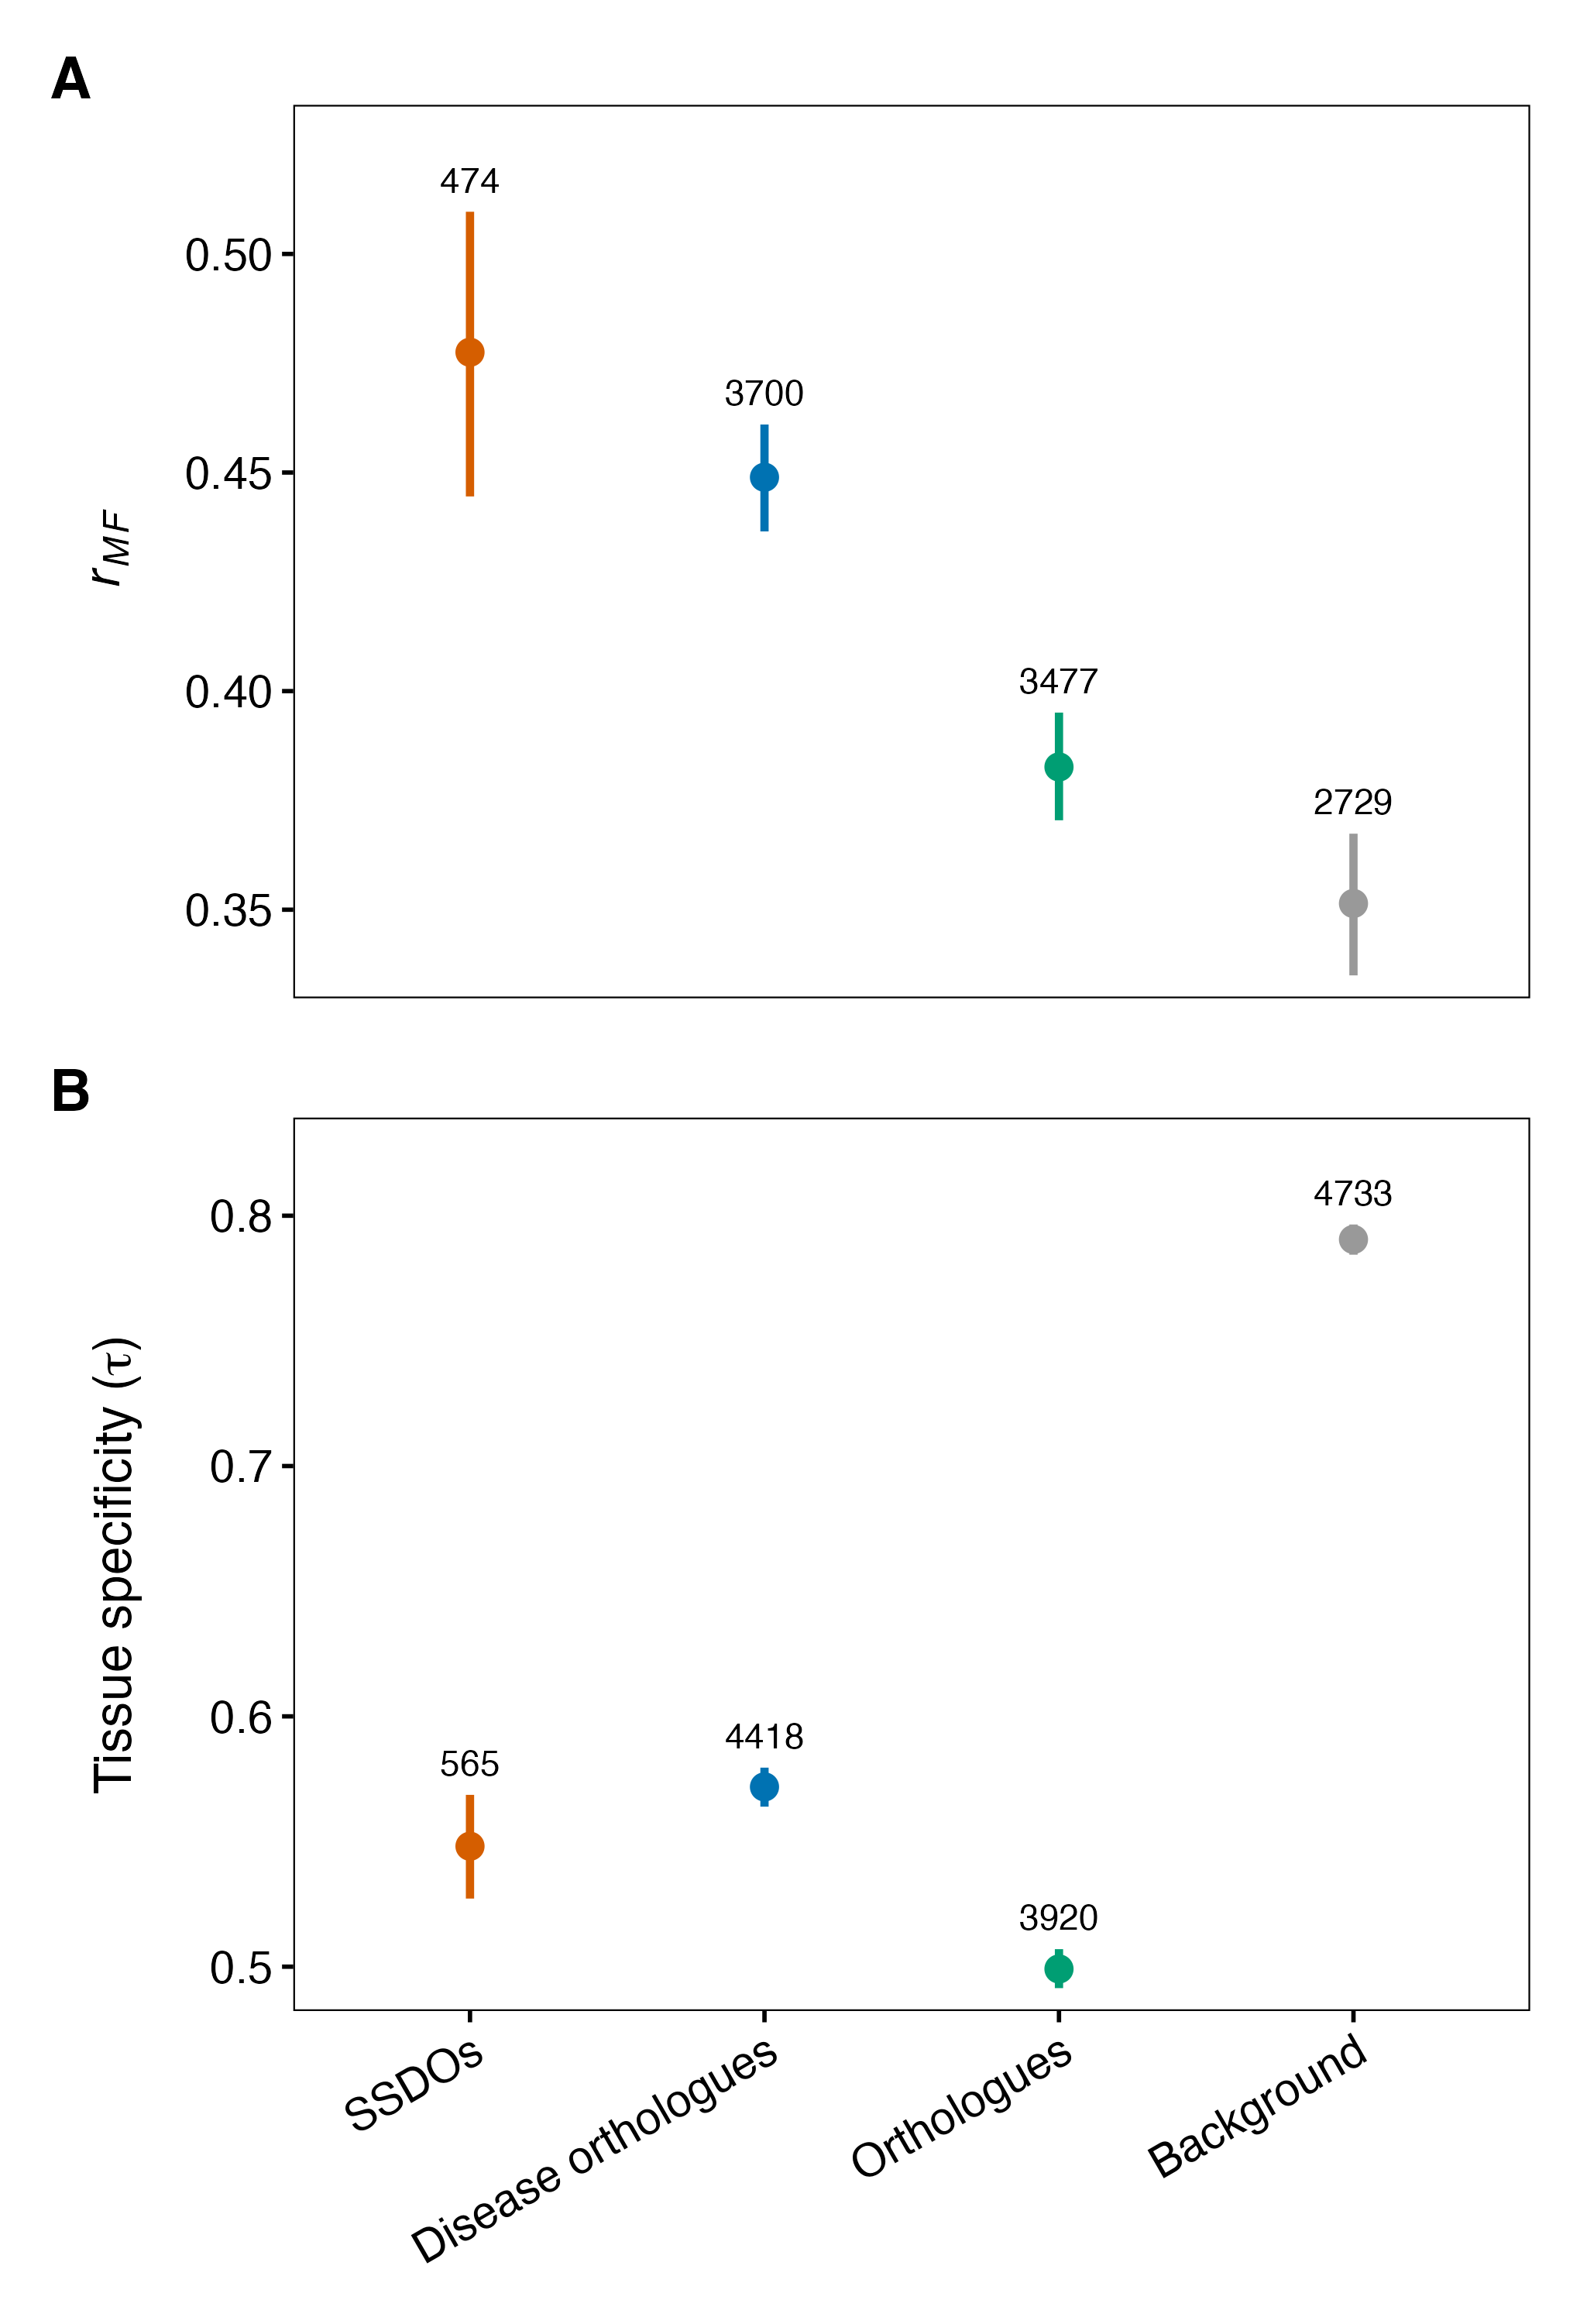 A
474
0.50
3700
0.45
r_MF
3477
0.40
2729
0.35
B
4733
0.8
0.7
Tissue specificity (τ)
0.6
4418
565
3920
0.5
SSDOs
Disease orthologues
Orthologues
Background